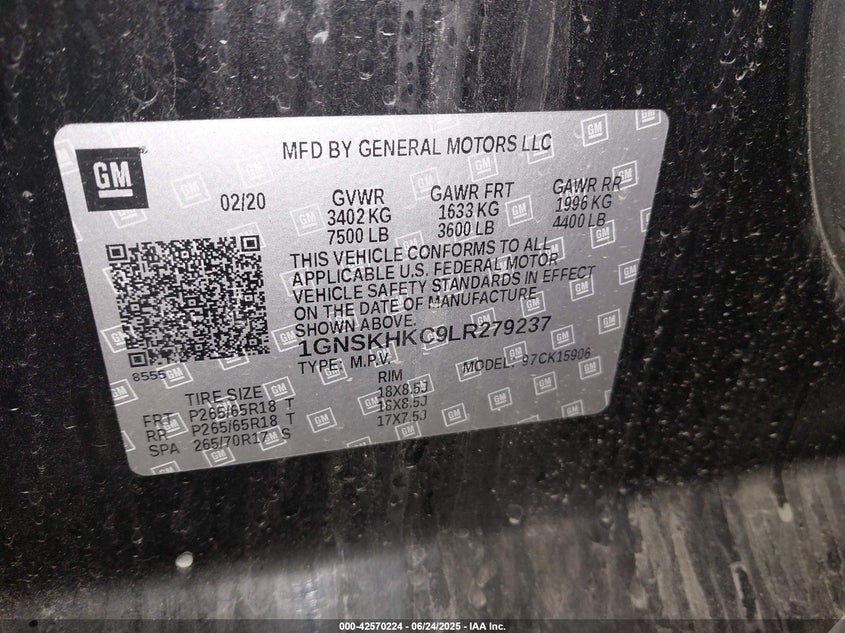 GM
MFD BY GENERAL MOTORS LLC
02/20
GVWR
3402 KG
7500 LB
GAWR FRT
1633 KG
3600 LB
GAWR RR
1996 KG
4400 LB
THIS VEHICLE CONFORMS TO ALL
APPLICABLE U.S. FEDERAL MOTOR
VEHICLE SAFETY STANDARDS IN EFFECT
ON THE DATE OF MANUFACTURE
SHOWN ABOVE.
1GNSKHKC9LR279237
TYPE: M.P.V. MODEL: 97CK15906
8555
TIRE SIZE RIM
FRT P265/65R18 T 18X8.5J
RR P265/65R18 T 18X8.5J
SPA 265/70R17 S 17X7.5J
000-42570224 - 06/24/2025 - IAA Inc.